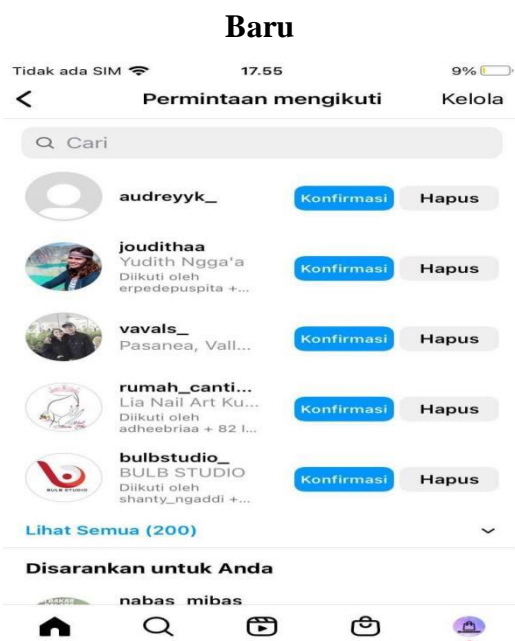 Baru
Tidak ada SIM 17.55 9%
Permintaan mengikuti Kelola
Cari
audreyyk_ Konfirmasi Hapus
joudithaa
Yudith Ngga'a
Diikuti oleh
erpedepuspita +...
Konfirmasi Hapus
vavals_
Pasanea, Vall...
Konfirmasi Hapus
rumah_canti...
Lia Nail Art Ku...
Diikuti oleh
adheebriaa + 82 l...
Konfirmasi Hapus
BULB STUDIO
bulbstudio_
BULB STUDIO
Diikuti oleh
shanty_ngaddi +...
Konfirmasi Hapus
Lihat Semua (200)
Disarankan untuk Anda
nabas_mibas